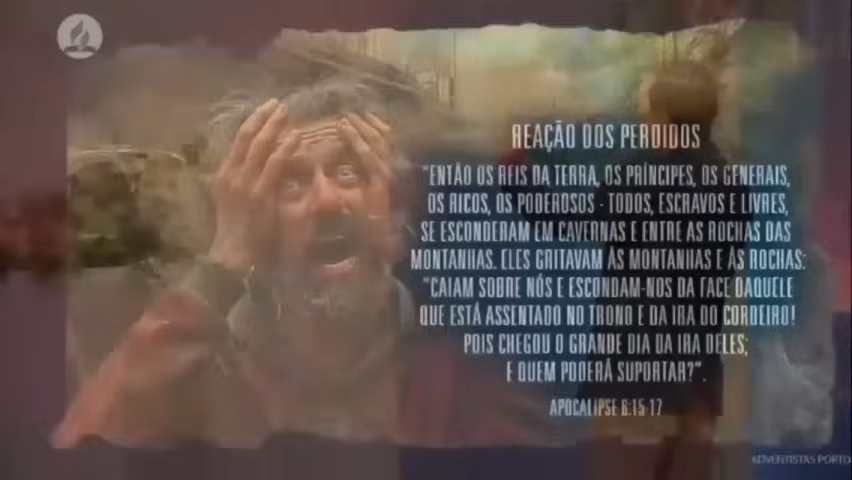 REAÇÃO DOS PERDIDOS
"ENTÃO OS REIS DA TERRA, OS PRÍNCIPES, OS GENERAIS,
OS RICOS, OS PODEROSOS - TODOS, ESCRAVOS E LIVRES,
SE ESCONDERAM EM CAVERNAS E ENTRE AS ROCHAS DAS
MONTANHAS. ELES GRITAVAM ÀS MONTANHAS E ÀS ROCHAS:
"CAIAM SOBRE NÓS E ESCONDAM-NOS DA FACE DAQUELE
QUE ESTÁ ASSENTADO NO TRONO E DA IRA DO CORDEIRO!
POIS CHEGOU O GRANDE DIA DA IRA DELES;
E QUEM PODERÁ SUPORTAR?".
APOCALIPSE 6:15-17
ADVENTISTAS PORTO